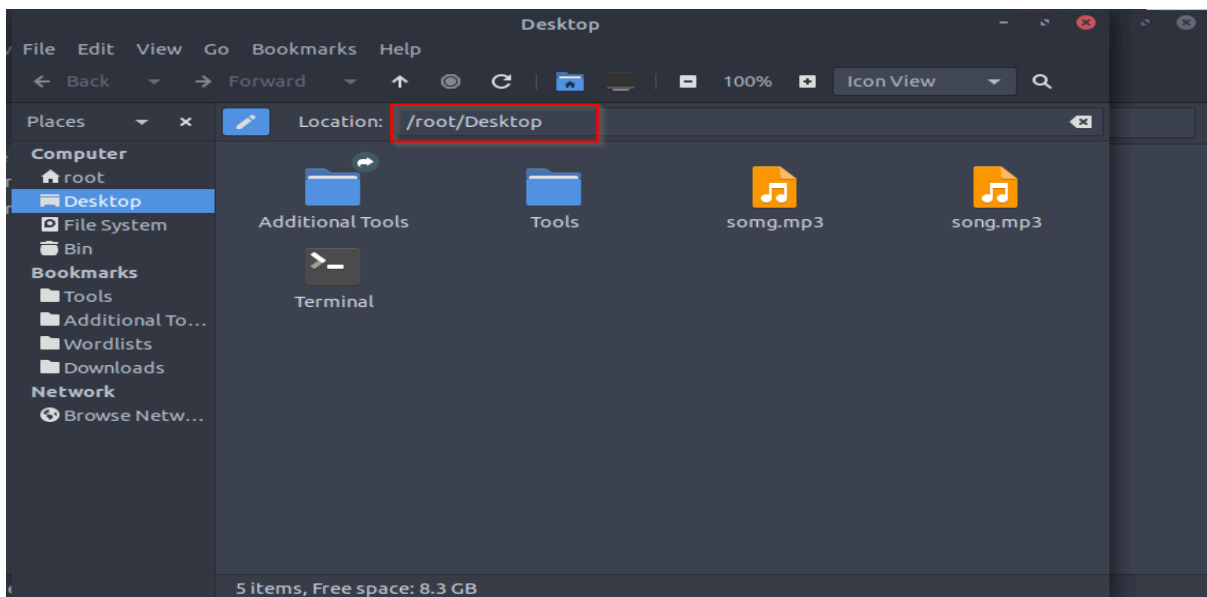 Desktop
File Edit View Go Bookmarks Help
Back Forward 100% Icon View
Places Location: /root/Desktop
Computer
root
Desktop
File System
Bin
Bookmarks
Tools
Additional To...
Wordlists
Downloads
Network
Browse Netw...
Additional Tools Tools somg.mp3 song.mp3
Terminal
5 items, Free space: 8.3 GB